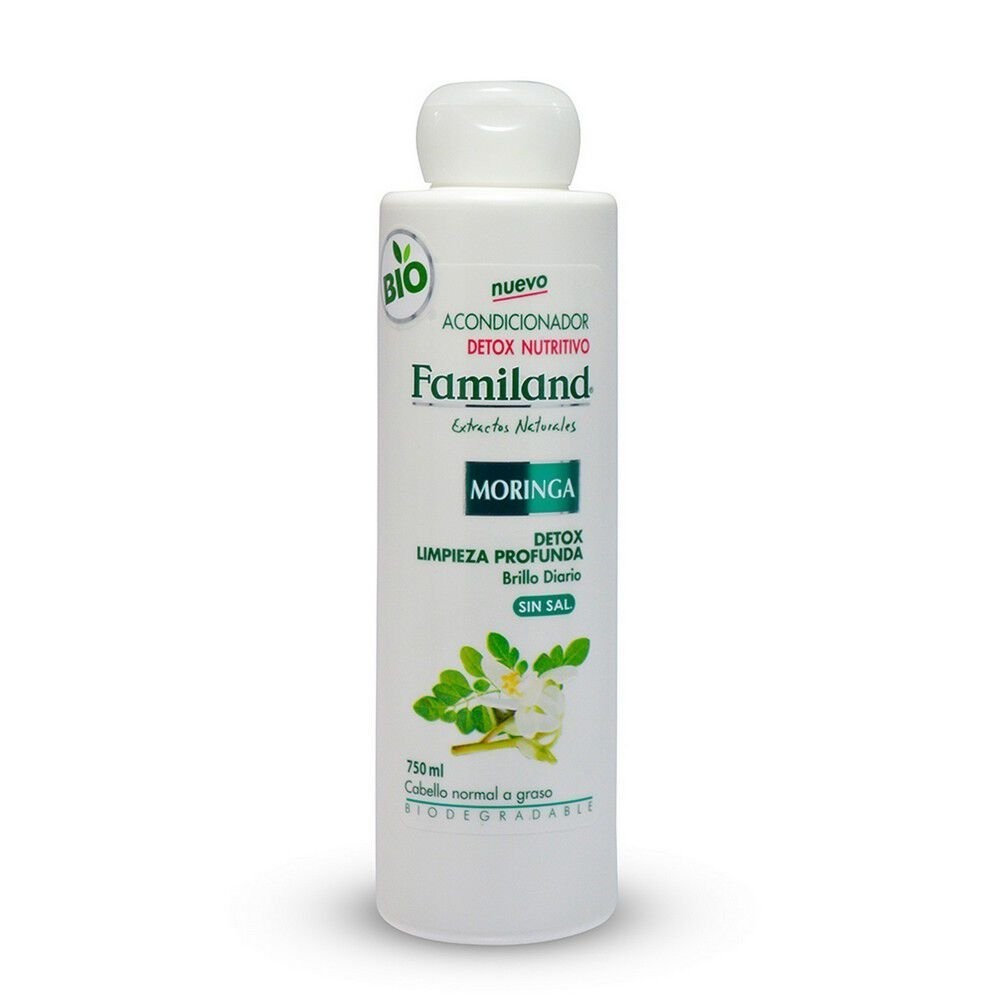 BIO
nuevo
ACONDICIONADOR
DETOX NUTRITIVO
Familand®
Extractos Naturales
MORINGA
DETOX
LIMPIEZA PROFUNDA
Brillo Diario
SIN SAL.
750 ml
Cabello normal a graso
BIODEGRADABLE